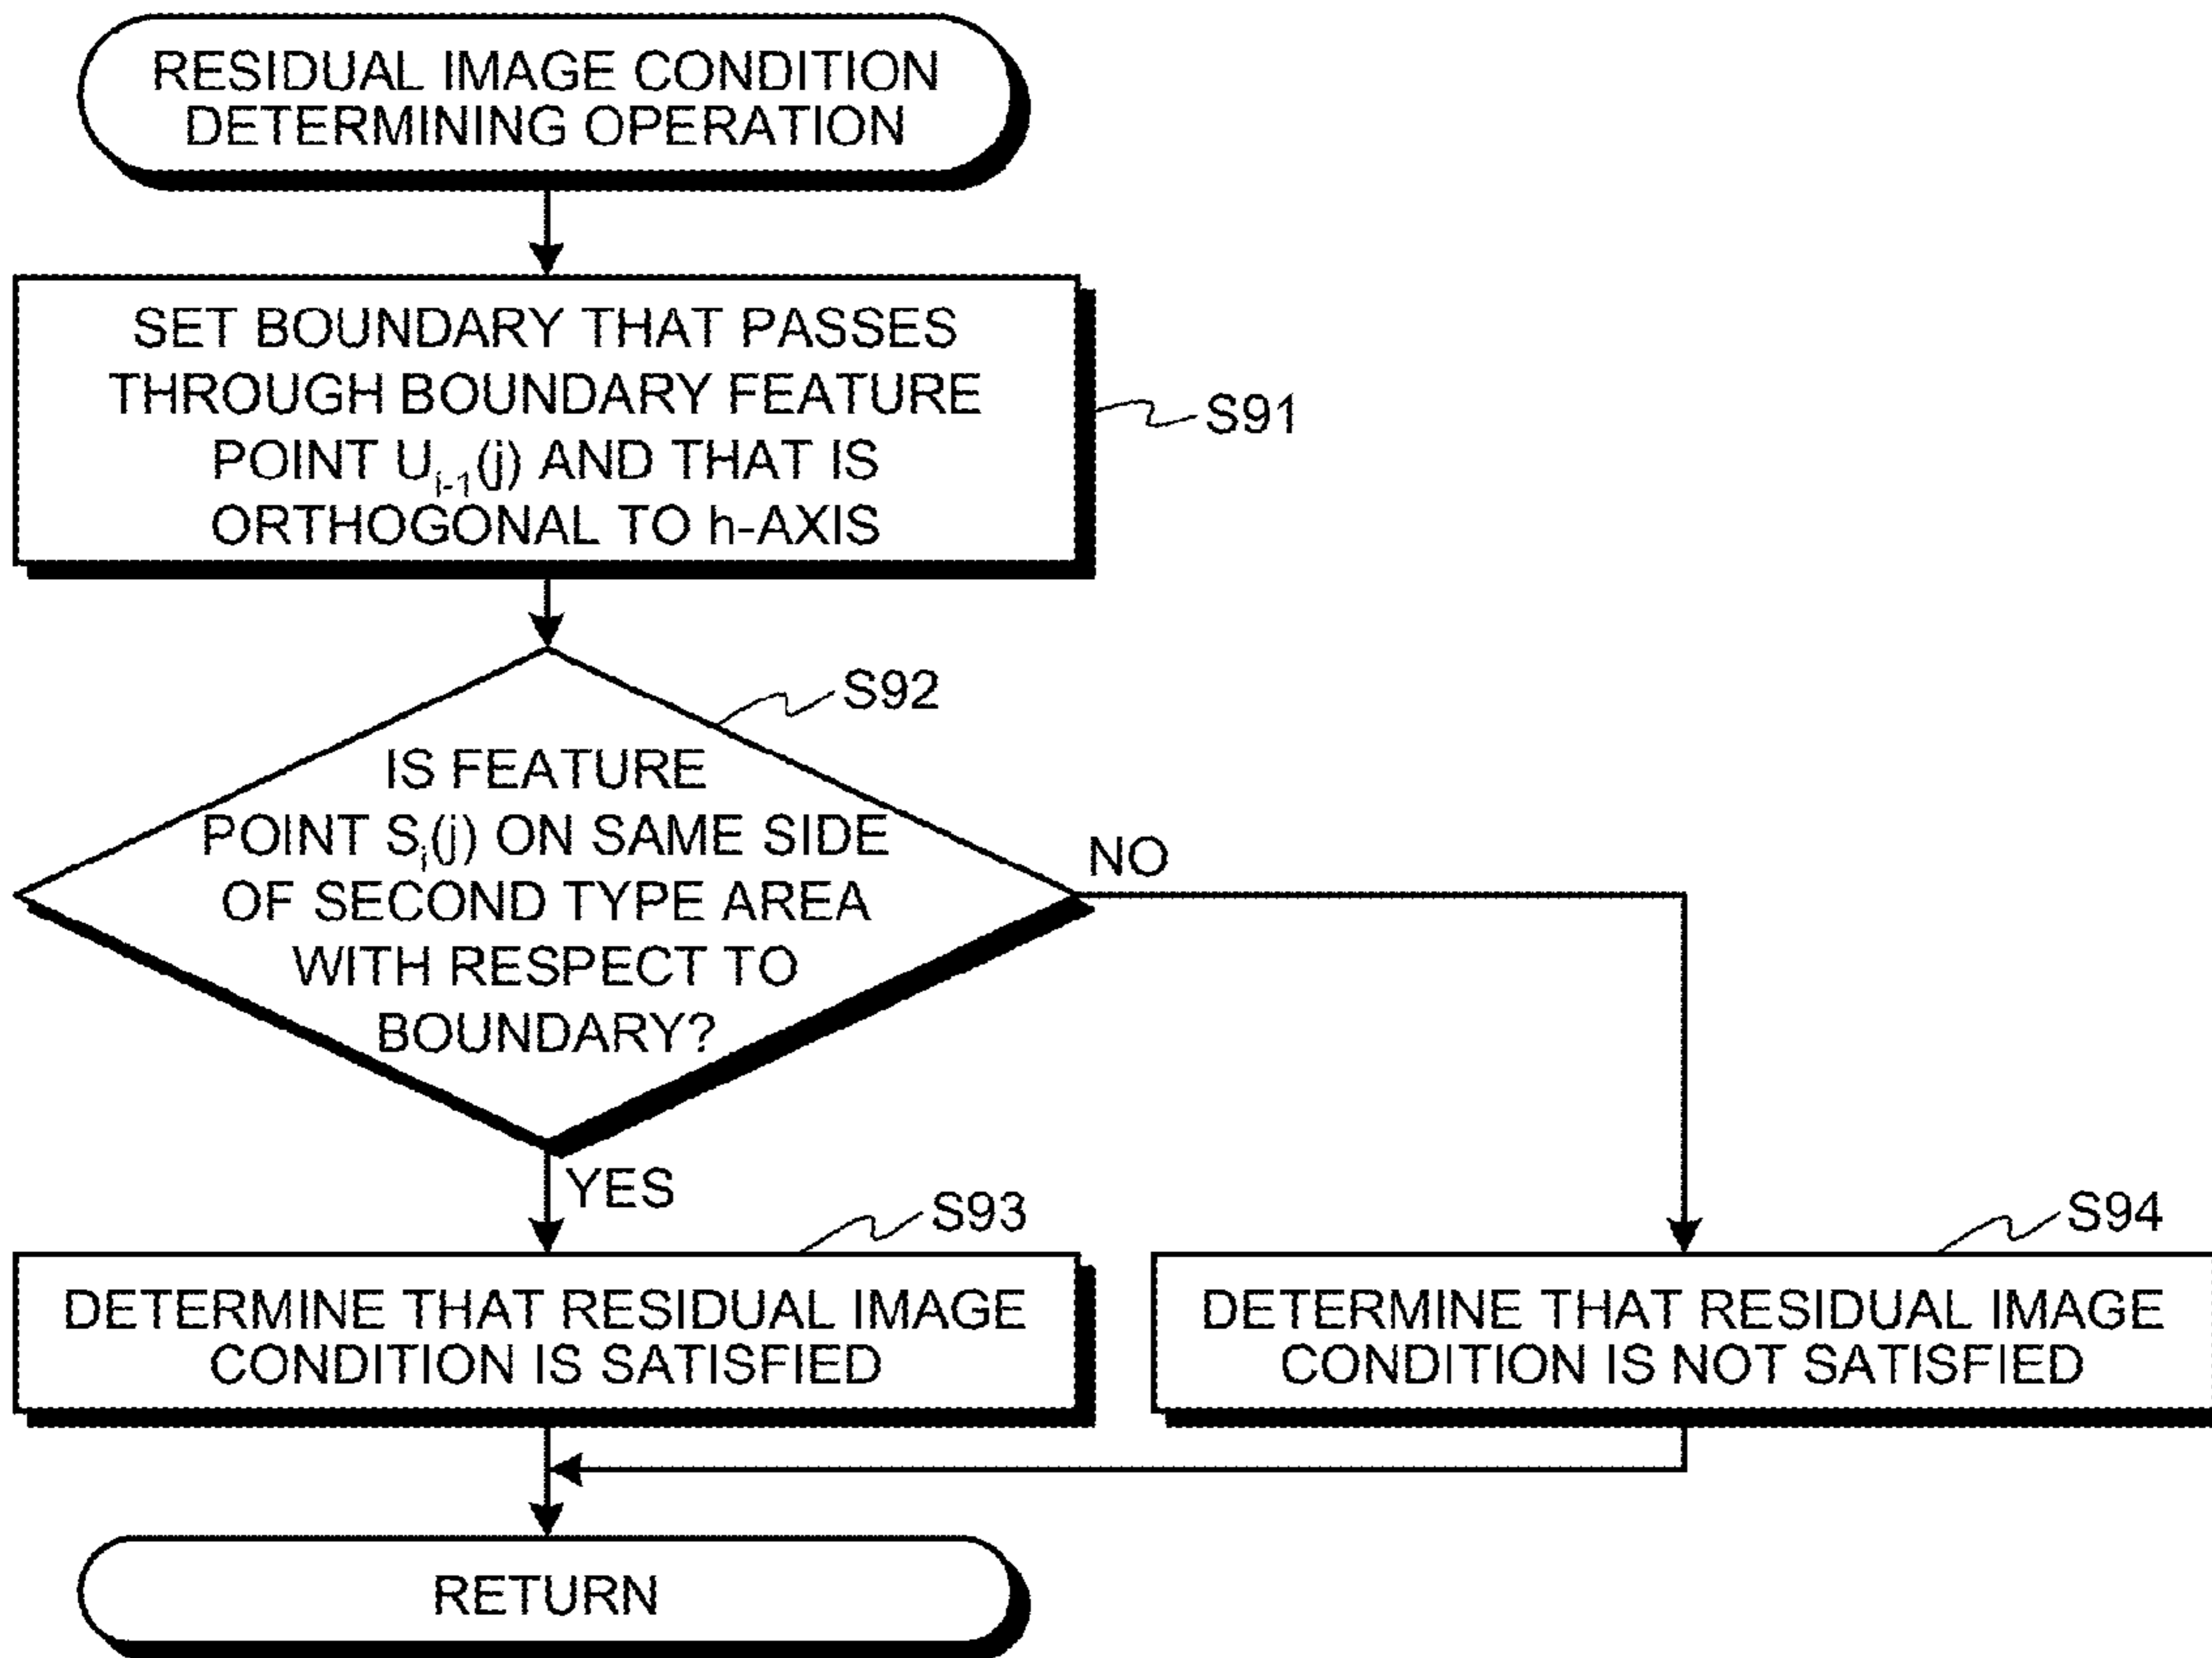 RESIDUAL IMAGE CONDITION
DETERMINING OPERATION
SET BOUNDARY THAT PASSES
THROUGH BOUNDARY FEATURE
POINT U_{i-1}(j) AND THAT IS
ORTHOGONAL TO h-AXIS
S91
S92
IS FEATURE
POINT S_i(j) ON SAME SIDE
OF SECOND TYPE AREA
WITH RESPECT TO
BOUNDARY?
NO
YES
S93
DETERMINE THAT RESIDUAL IMAGE
CONDITION IS SATISFIED
S94
DETERMINE THAT RESIDUAL IMAGE
CONDITION IS NOT SATISFIED
RETURN